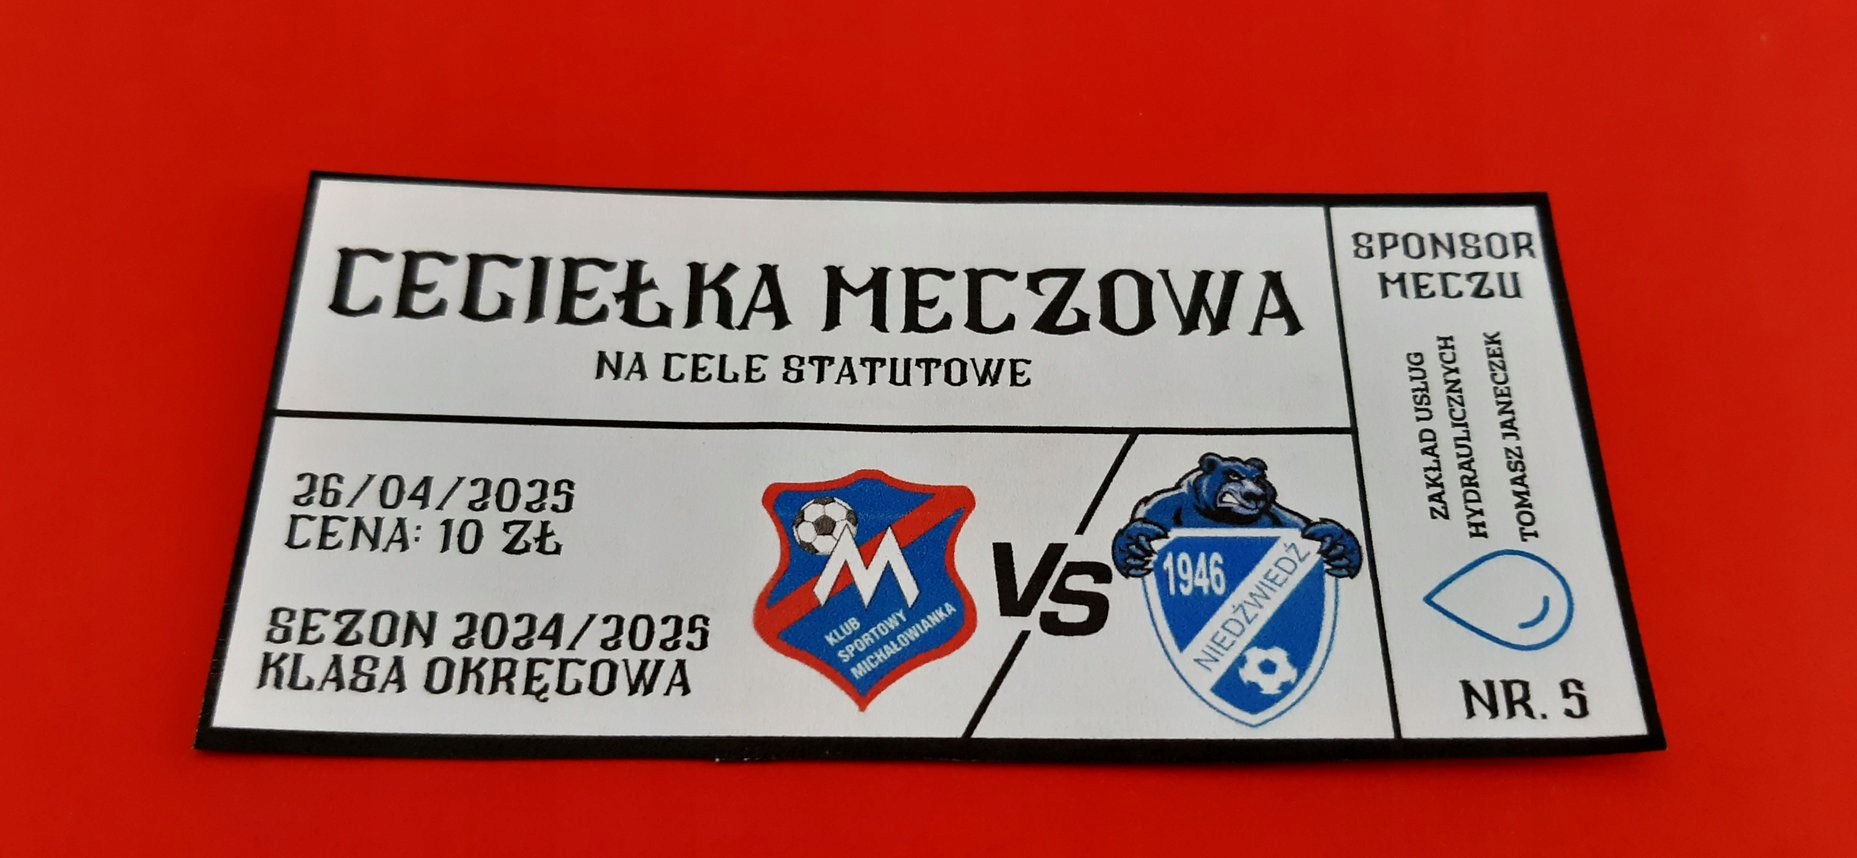 CEGIEŁKA MECZOWA
NA CELE STATUTOWE
26/04/2025
CENA: 10 ZŁ
SEZON 2024/2025
KLASA OKRĘGOWA
M
KLUB
SPORTOWY
MICHAŁOWIANKA
VS
1946
NIEDŹWIEDŹ
SPONSOR
MECZU
ZAKŁAD USŁUG
HYDRAULICZNYCH
TOMASZ JANECZEK
NR. 5